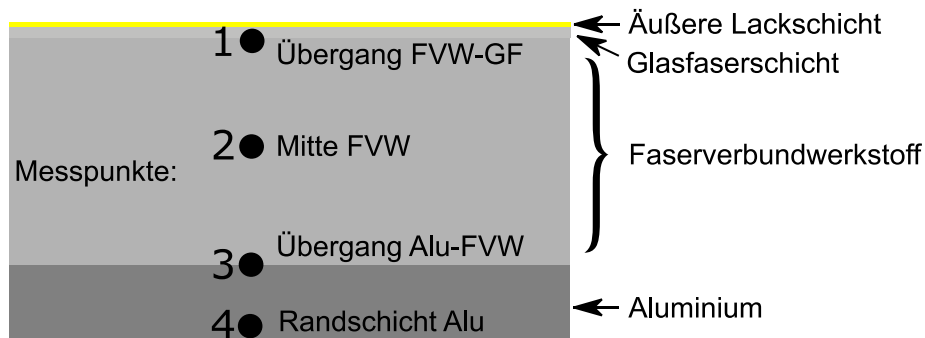 Äußere Lackschicht
1 Übergang FVW-GF
Glasfaserschicht
2 Mitte FVW
Messpunkte:
Faserverbundwerkstoff
3 Übergang Alu-FVW
4 Randschicht Alu
Aluminium